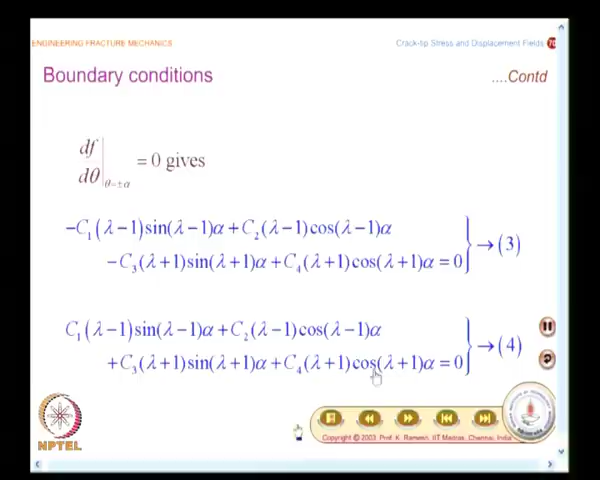 ENGINEERING FRACTURE MECHANICS
Crack-tip Stress and Displacement Fields 70
Boundary conditions
....Contd
df/dθ|θ=±α = 0 gives
−C₁(λ−1)sin(λ−1)α + C₂(λ−1)cos(λ−1)α
−C₃(λ+1)sin(λ+1)α + C₄(λ+1)cos(λ+1)α = 0 } → (3)
C₁(λ−1)sin(λ−1)α + C₂(λ−1)cos(λ−1)α
+C₃(λ+1)sin(λ+1)α + C₄(λ+1)cos(λ+1)α = 0 } → (4)
NPTEL
Copyright © 2003 Prof. K. Ramesh, IIT Madras, Chennai, India